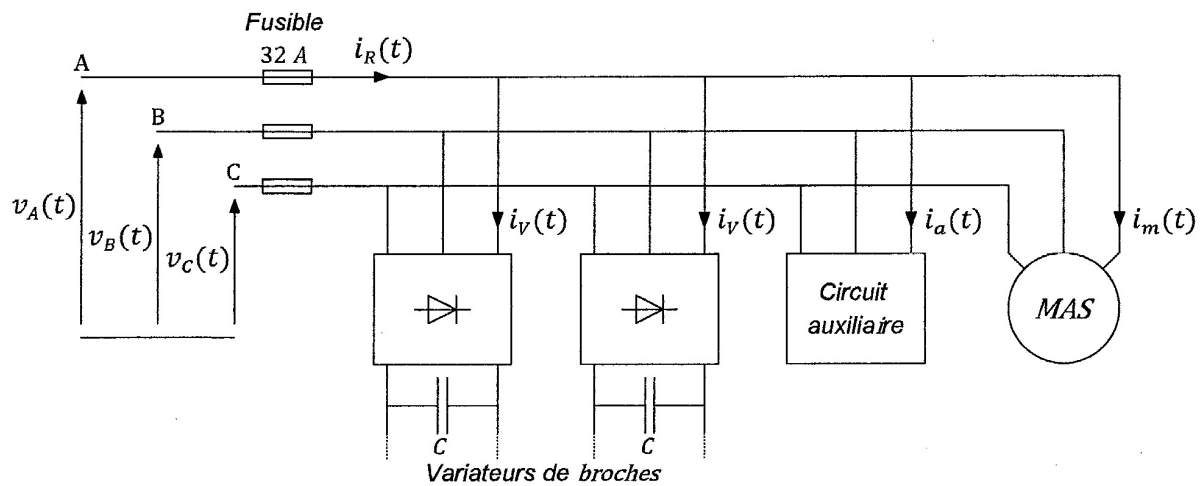 Fusible
32 A
i_R(t)
A
B
C
v_A(t)
v_B(t)
v_C(t)
i_V(t)
i_V(t)
i_a(t)
i_m(t)
Circuit
auxiliaire
MAS
C
C
Variateurs de broches